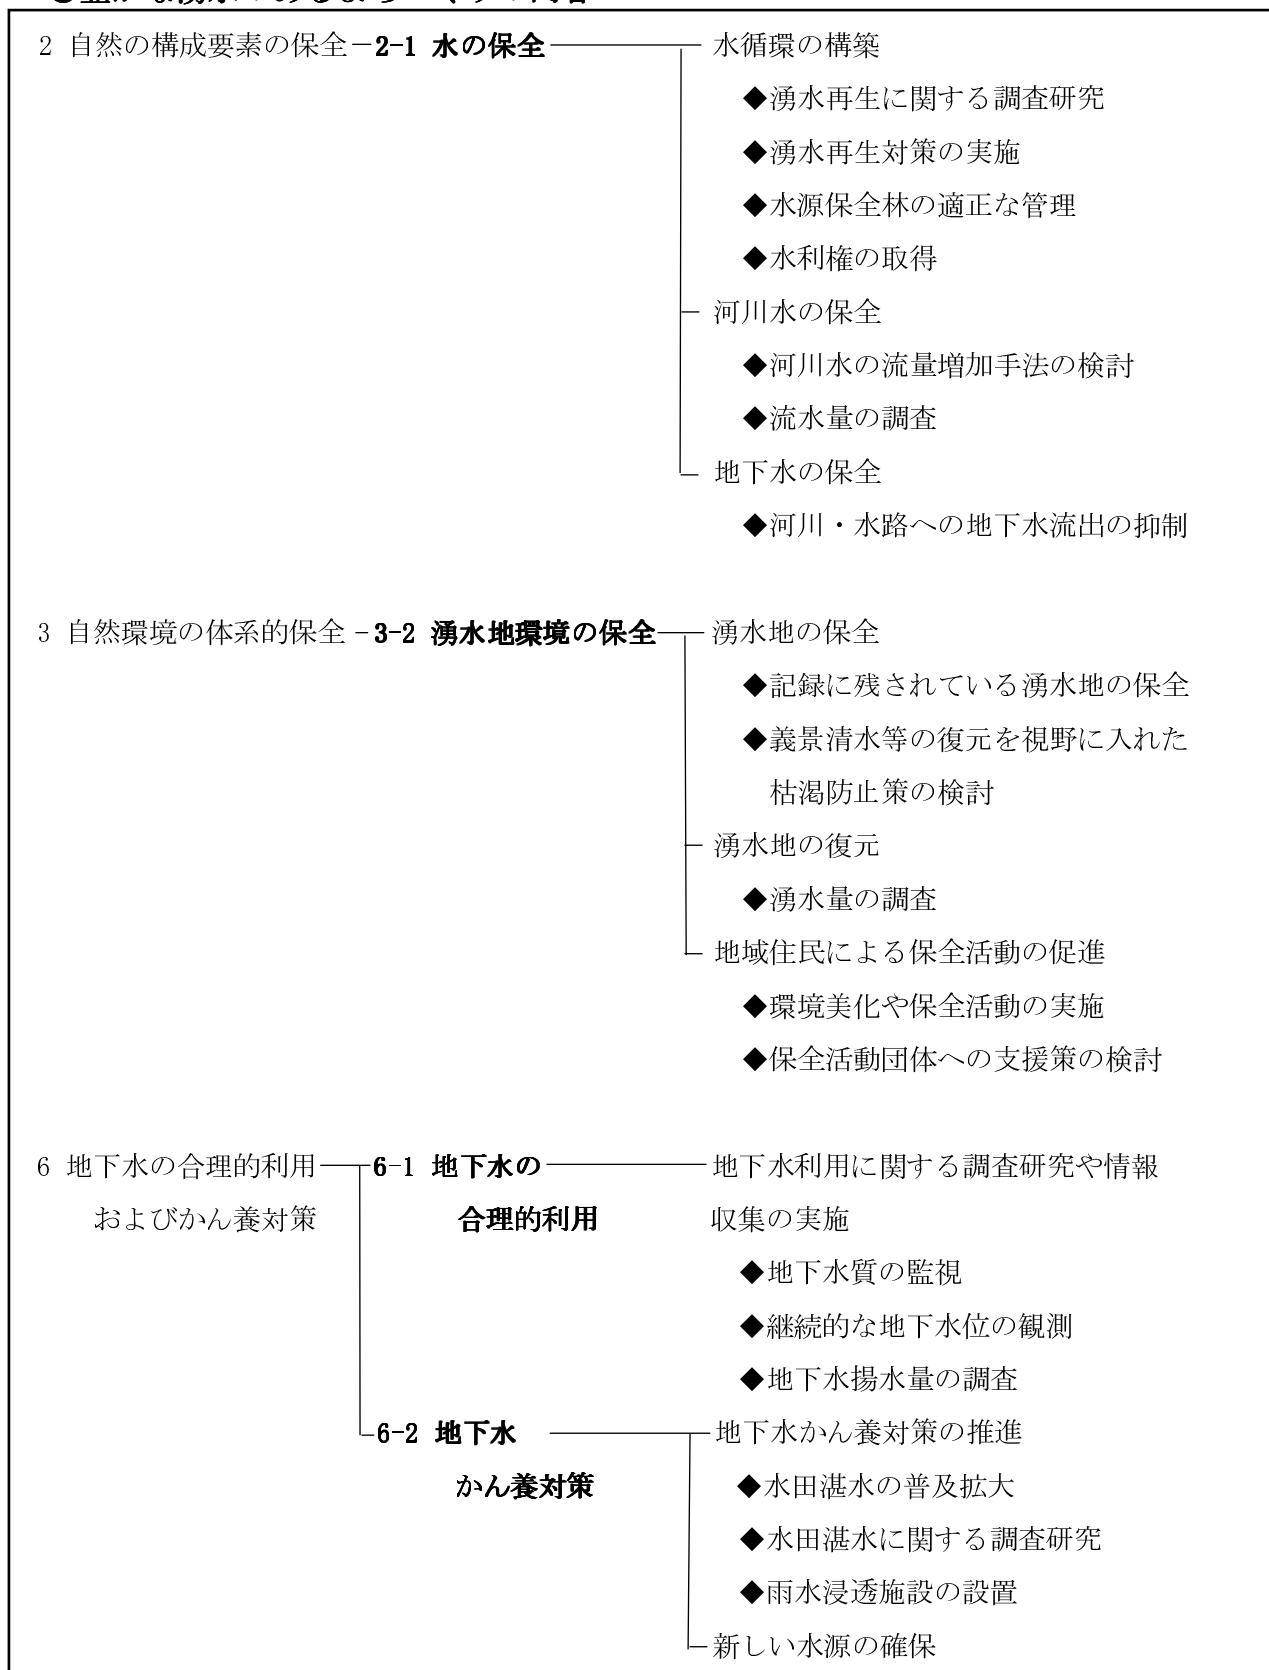 2 自然の構成要素の保全－2-1 水の保全 水循環の構築
◆湧水再生に関する調査研究
◆湧水再生対策の実施
◆水源保全林の適正な管理
◆水利権の取得
河川水の保全
◆河川水の流量増加手法の検討
◆流水量の調査
地下水の保全
◆河川・水路への地下水流出の抑制
3 自然環境の体系的保全－3-2 湧水地環境の保全 湧水地の保全
◆記録に残されている湧水地の保全
◆義景清水等の復元を視野に入れた
枯渇防止策の検討
湧水地の復元
◆湧水量の調査
地域住民による保全活動の促進
◆環境美化や保全活動の実施
◆保全活動団体への支援策の検討
6 地下水の合理的利用 6-1 地下水の 地下水利用に関する調査研究や情報
およびかん養対策 合理的利用 収集の実施
◆地下水質の監視
◆継続的な地下水位の観測
◆地下水揚水量の調査
6-2 地下水 地下水かん養対策の推進
かん養対策 ◆水田湛水の普及拡大
◆水田湛水に関する調査研究
◆雨水浸透施設の設置
新しい水源の確保